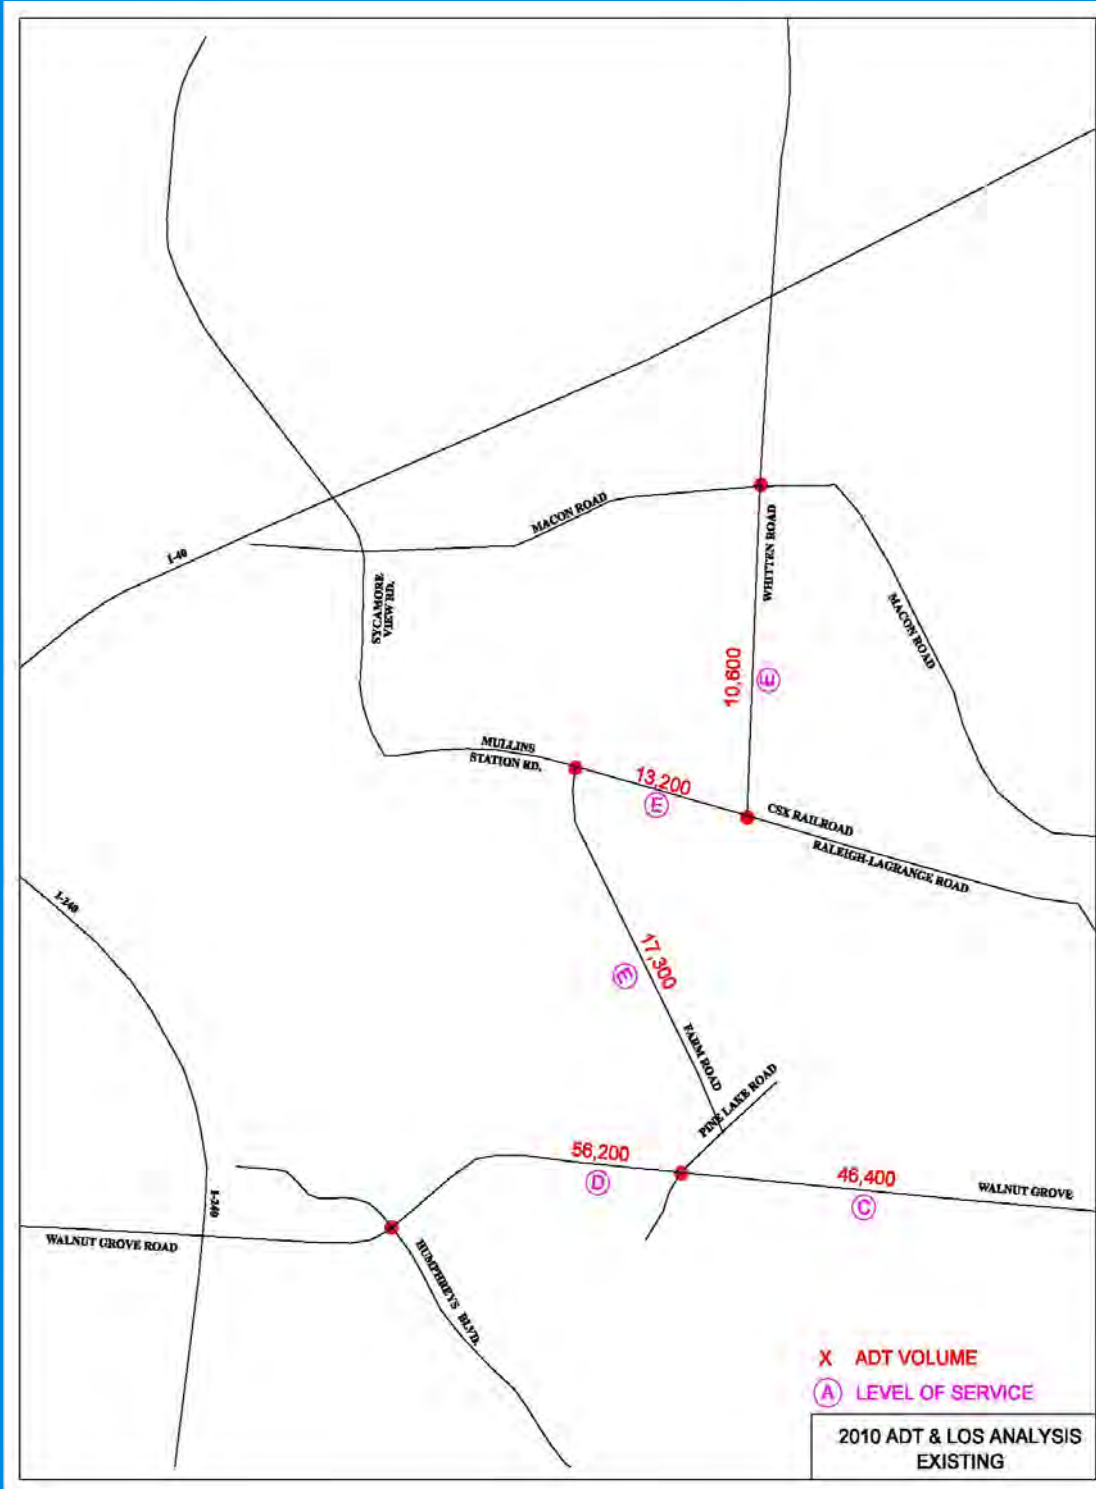 I-40
MACON ROAD
WHITTEN ROAD
SYCAMORE
VIEW RD.
MACON ROAD
10,600
E
MULLINS
STATION RD.
13,200
E
CSX RAILROAD
RALEIGH-LAGRANGE ROAD
I-240
17,300
E
FARM ROAD
PINE LAKE ROAD
56,200
D
46,400
C
WALNUT GROVE
I-240
WALNUT GROVE ROAD
HUMPHREYS BLVD.
X ADT VOLUME
A LEVEL OF SERVICE
2010 ADT & LOS ANALYSIS
EXISTING